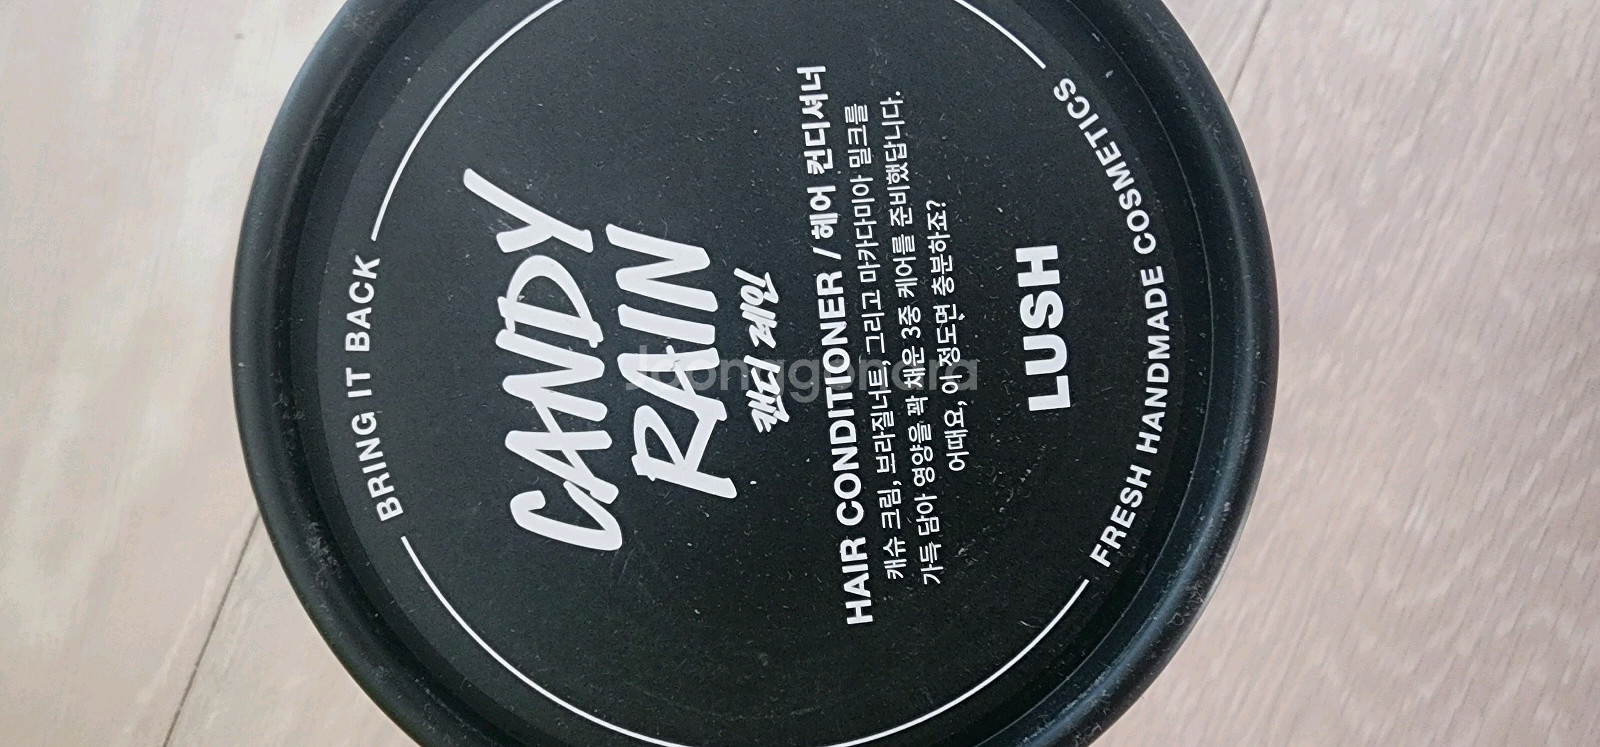 BRING IT BACK
CANDY
RAIN
캔디 레인
HAIR CONDITIONER / 헤어 컨디셔너
캐슈 크림, 브라질너트, 그리고 마카다미아 밀크를
가득 담아 영양을 꽉 채운 3중 케어를 준비했답니다.
어때요, 이 정도면 충분하죠?
LUSH
FRESH HANDMADE COSMETICS
Joonggonara